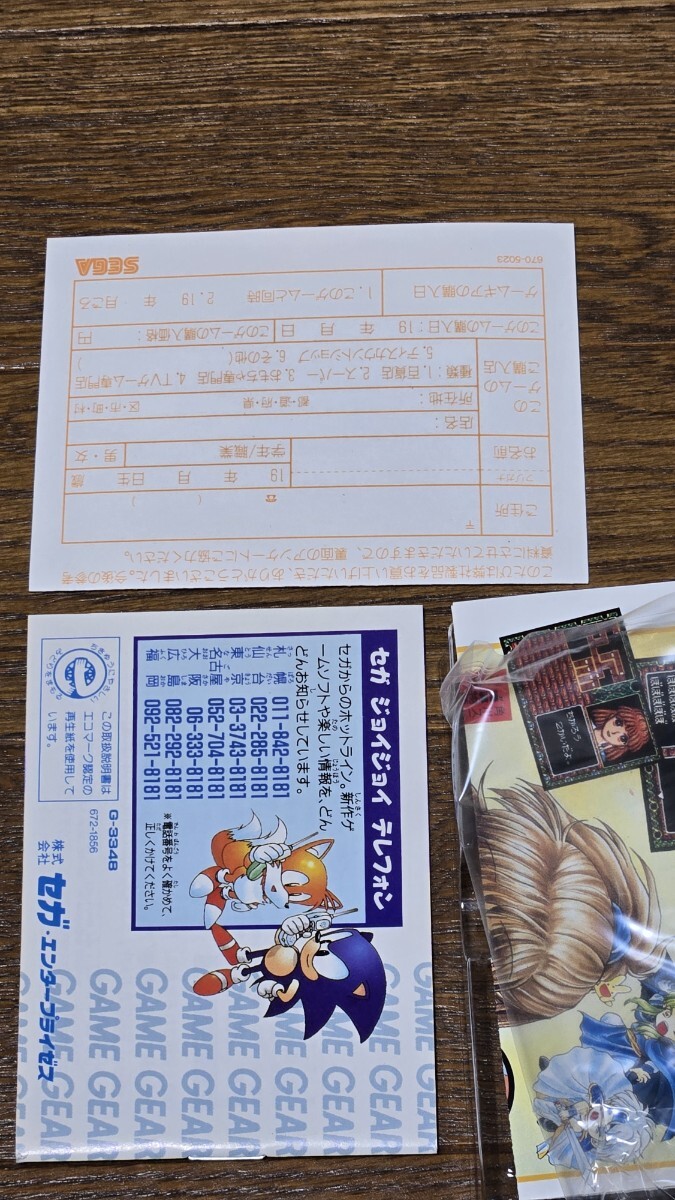 このたびは弊社製品をお買い上げいただき、ありがとうございました。今後の参考
資料にさせていただきますので、裏面のアンケートにご協力ください。
ご住所
〒
☎ ( )
フリガナ
お名前
19 年 月 日生 歳
学年/職業
男・女
このゲームのご購入店
店名：
所在地： 都・道・府・県 区・市・町・村
種類：1.百貨店 2.スーパー 3.おもちゃ専門店 4.TVゲーム専門店
5.ディスカウントショップ 6.その他( )
このゲームの購入日：19 年 月 日
このゲームの購入価格： 円
ゲームギアの購入日
1.このゲームと同時 2.19 年 月ころ
670-5023
SEGA
セガ ジョイジョイ テレフォン
セガからのホットライン。新作ゲ
ームソフトや楽しい情報を、どん
どんお知らせしています。
札幌 011-842-8181
仙台 022-285-8181
東京 03-3743-8181
名古屋 052-704-8181
大阪 06-333-8181
広島 082-292-8181
福岡 092-521-8181
※電話番号をよく確かめて、
正しくかけてください。
この取扱説明書は
エコマーク認定の
再生紙を使用して
います。
G-3348
672-1856
株式会社 セガ・エンタープライゼス
GAME GEAR
GAME GEAR
GAME GEAR
GAME GEAR
GAME GEAR
GAME GEAR
GAME GEAR